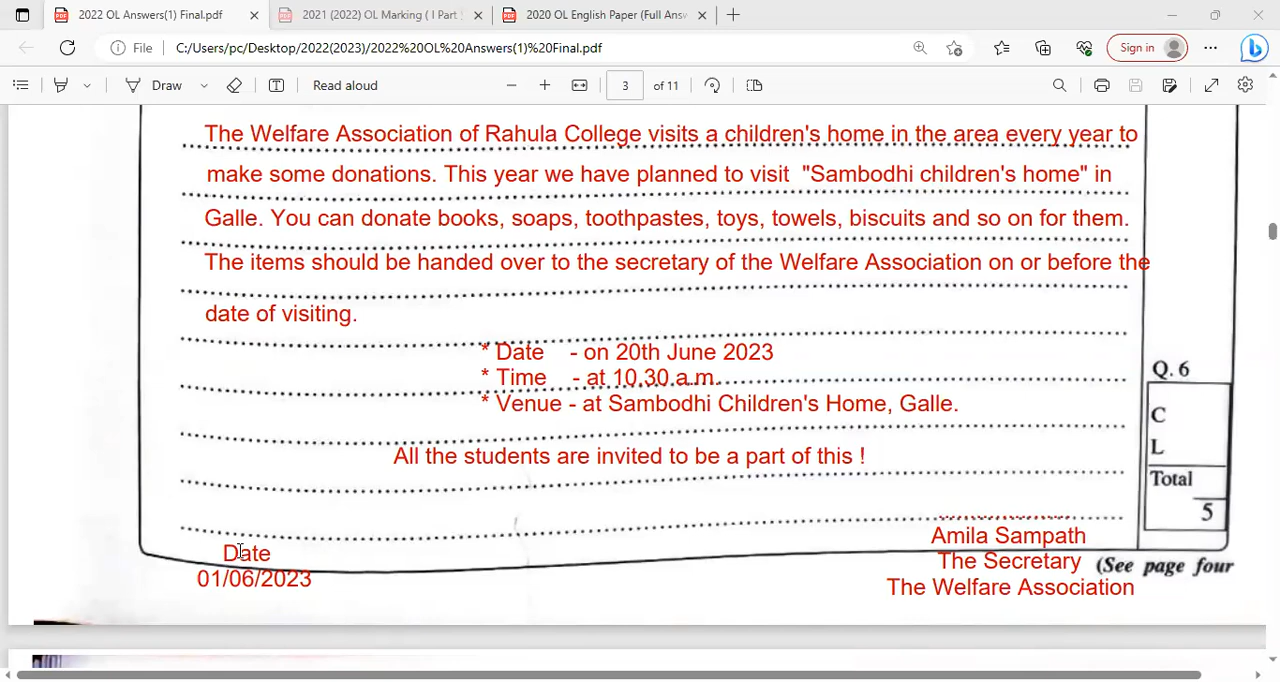 2022 OL Answers(1) Final.pdf
2021 (2022) OL Marking ( I Part
2020 OL English Paper (Full Answ
File
C:/Users/pc/Desktop/2022(2023)/2022%20OL%20Answers(1)%20Final.pdf
Sign in
Draw
Read aloud
3
of 11
The Welfare Association of Rahula College visits a children's home in the area every year to
make some donations. This year we have planned to visit "Sambodhi children's home" in
Galle. You can donate books, soaps, toothpastes, toys, towels, biscuits and so on for them.
The items should be handed over to the secretary of the Welfare Association on or before the
date of visiting.
* Date - on 20th June 2023
* Time - at 10.30.a.m.
* Venue - at Sambodhi Children's Home, Galle.
All the students are invited to be a part of this !
Q. 6
C
L
Total
5
Date
01/06/2023
Amila Sampath
The Secretary
The Welfare Association
(See page four